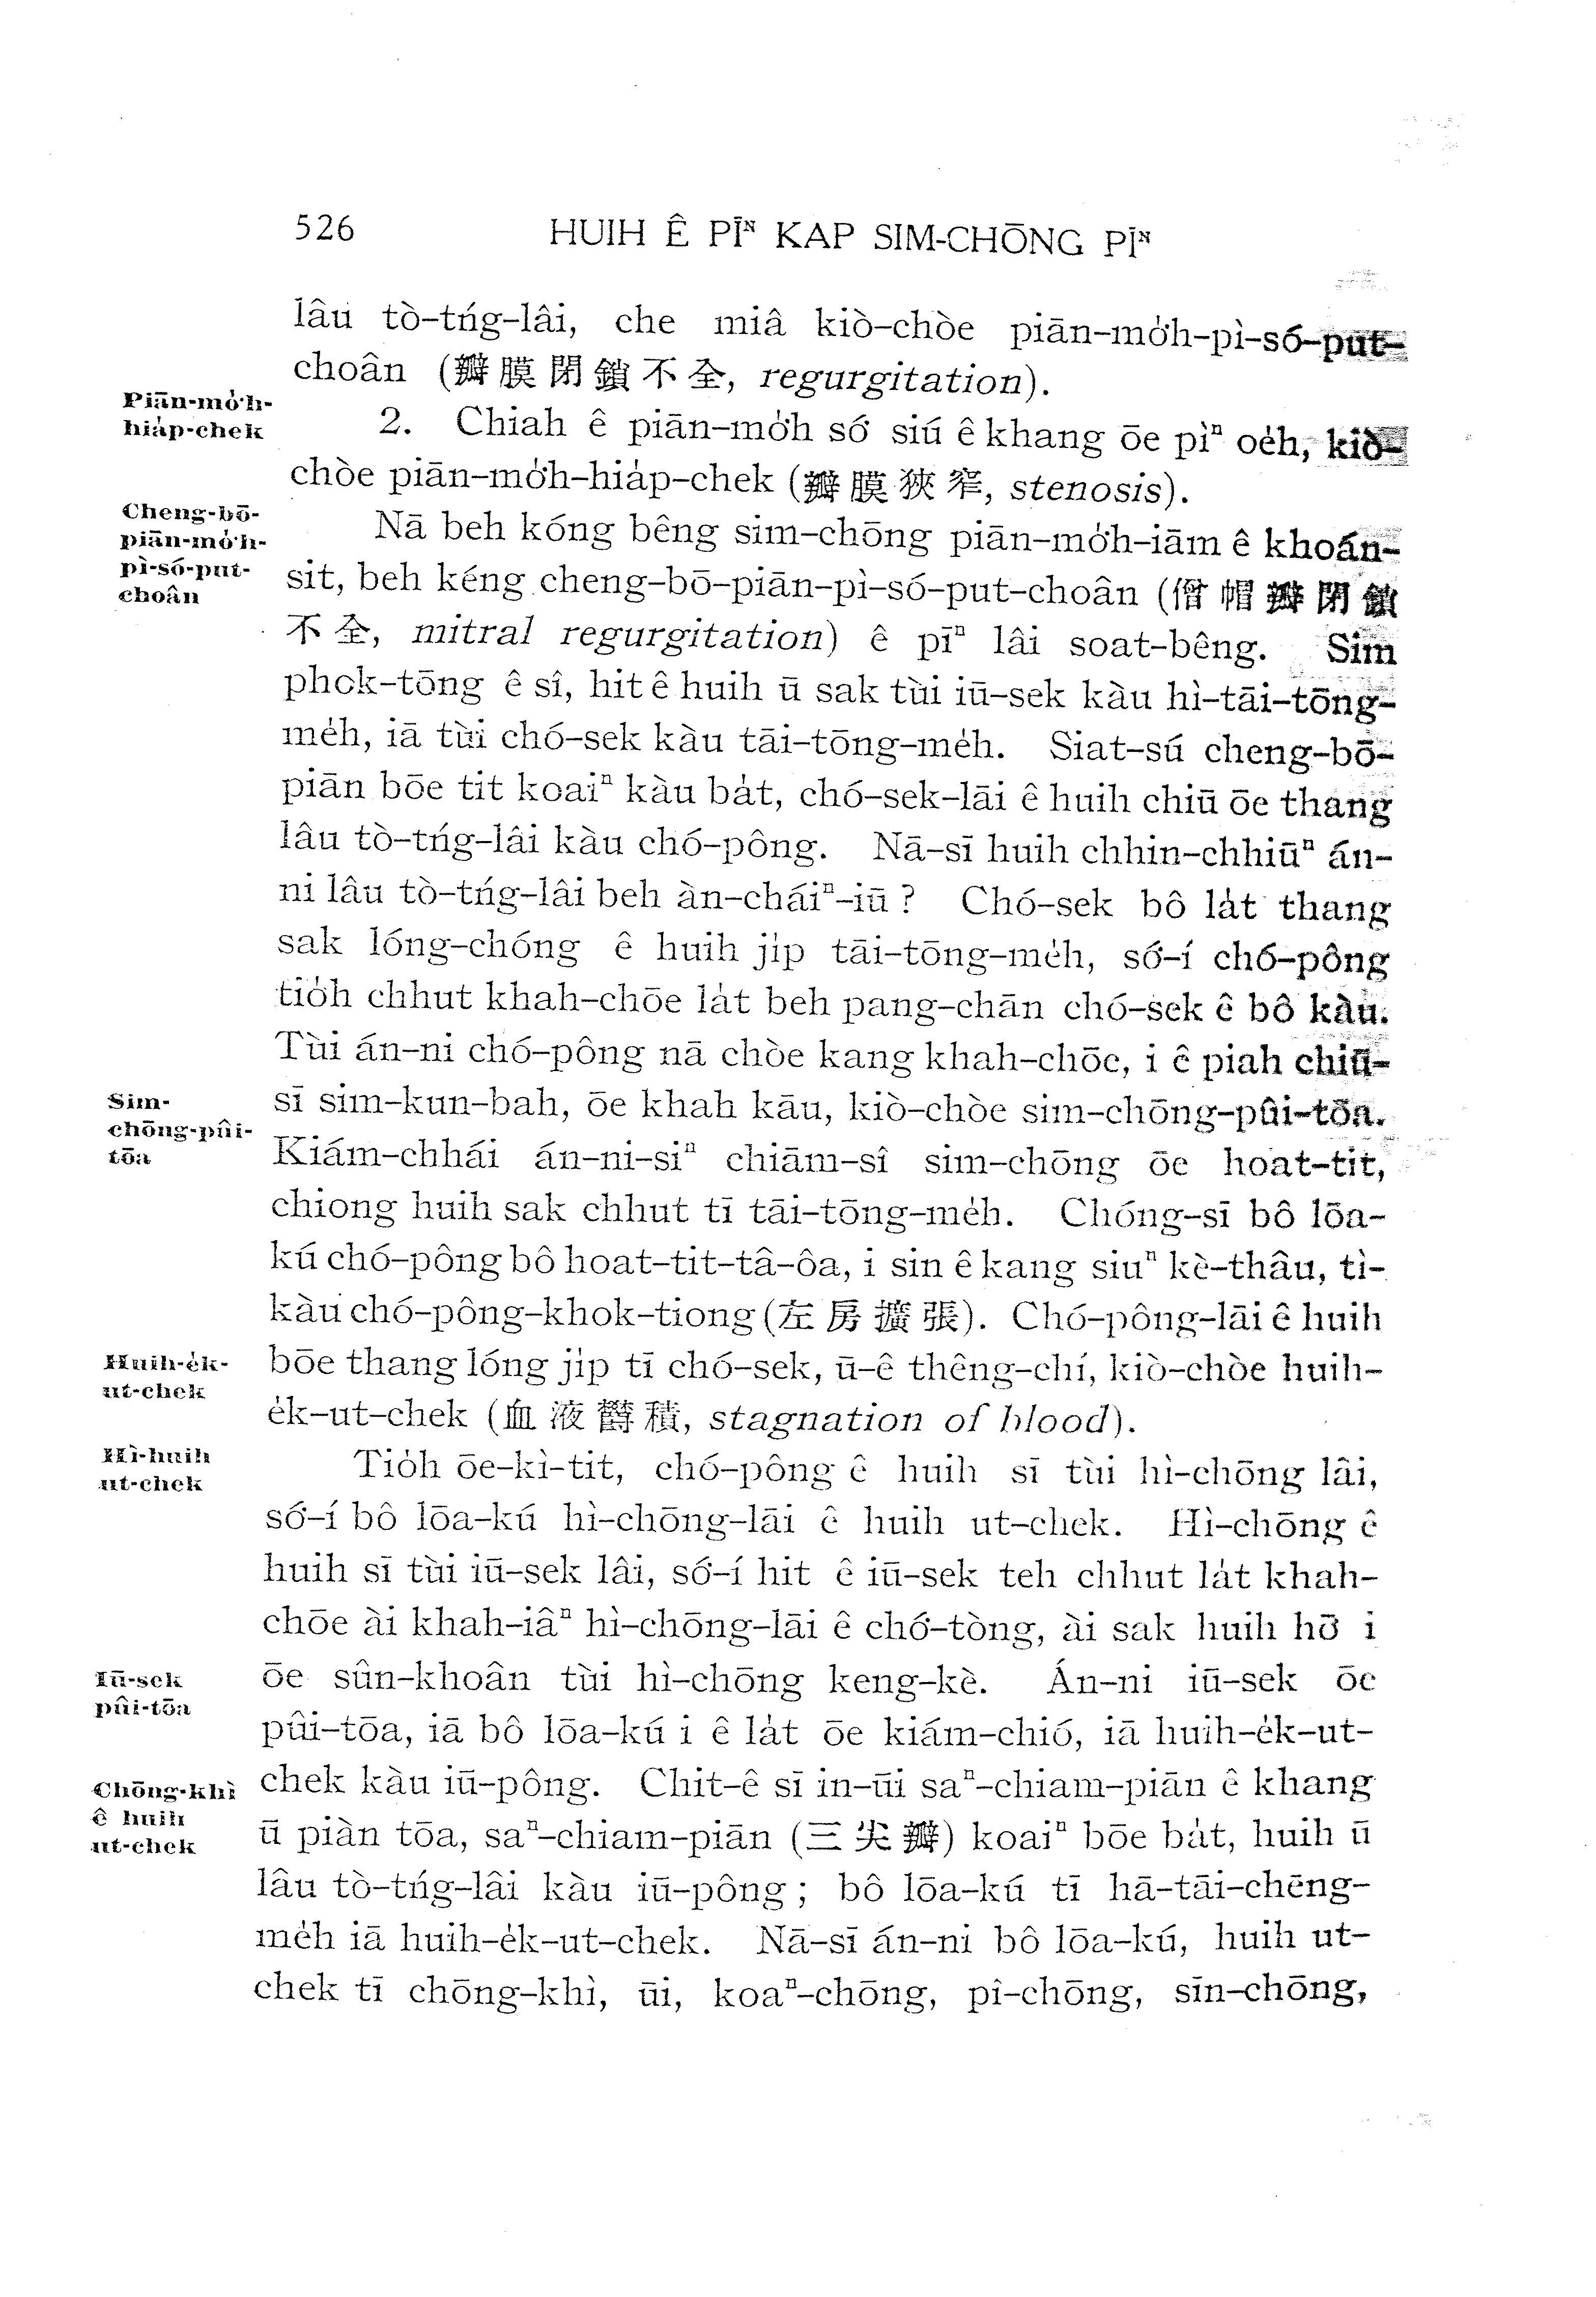 526 HUIH Ê PĪⁿ KAP SIM-CHŌNG PĪⁿ
lâu tò-tńg-lâi, che miâ kiò-chòe piān-mo̍͘h-pì-só-put-
choân (瓣膜閉鎖不全, regurgitation).
Piān-mo̍͘h-
hia̍p-chek
2. Chiah ê piān-mo̍͘h só͘ siú ê khang ōe pìⁿ oe̍h, kiò-
chòe piān-mo̍͘h-hia̍p-chek (瓣膜狹窄, stenosis).
Cheng-bō-
piān-mo̍͘h-
pì-só-put-
choân
Nā beh kóng bêng sim-chōng piān-mo̍͘h-iām ê khoán-
sit, beh kéng cheng-bō-piān-pì-só-put-choân (僧帽瓣閉鎖
不全, mitral regurgitation) ê pīⁿ lâi soat-bêng. Sim
phok-tōng ê sî, hit ê huih ū sak tùi iū-sek kàu hì-tāi-tōng-
me̍h, iā tùi chó-sek kàu tāi-tōng-me̍h. Siat-sú cheng-bō-
piān bōe tit koaiⁿ kàu ba̍t, chó-sek-lāi ê huih chiū ōe thang
lâu tò-tńg-lâi kàu chó-pông. Nā-sī huih chhin-chhiūⁿ án-
ni lâu tò-tńg-lâi beh àn-cháiⁿ-iū? Chó-sek bô la̍t thang
sak lóng-chóng ê huih ji̍p tāi-tōng-me̍h, só͘-í chó-pông
tio̍h chhut khah-chōe la̍t beh pang-chān chó-sek ê bô kàu.
Tùi án-ni chó-pông nā chòe kang khah-chōe, i ê piah chiū-
sī sim-kun-bah, ōe khah kāu, kiò-chòe sim-chōng-pûi-tōa.
Sim-
chōng-pûi-
tōa
Kiám-chhái án-ni-siⁿ chiām-sî sim-chōng ōe hoat-tit,
chiong huih sak chhut tī tāi-tōng-me̍h. Chóng-sī bô lōa-
kú chó-pông bô hoat-tit-tâ-ôa, i sin ê kang siuⁿ kè-thâu, tì-
kàu chó-pông-khok-tiong (左房擴張). Chó-pông-lāi ê huih
bōe thang lóng ji̍p tī chó-sek, ū-ê thêng-chí, kiò-chòe huih-
e̍k-ut-chek (血液欝積, stagnation of blood).
Huih-e̍k-
ut-chek
Hì-huih
ut-chek
Tio̍h ōe-kì-tit, chó-pông ê huih sī tùi hì-chōng lâi,
só͘-í bô lōa-kú hì-chōng-lāi ê huih ut-chek. Hì-chōng ê
huih sī tùi iū-sek lâi, só͘-í hit ê iū-sek teh chhut la̍t khah-
chōe ài khah-iâⁿ hì-chōng-lāi ê chó͘-tòng, ài sak huih hō͘ i
ōe sûn-khoân tùi hì-chōng keng-kè. Án-ni iū-sek ōe
Iū-sek
pûi-tōa
pûi-tōa, iā bô lōa-kú i ê la̍t ōe kiám-chió, iā huih-e̍k-ut-
chek kàu iū-pông. Chit-ê sī in-ūi saⁿ-chiam-piān ê khang
Chōng-khì
ê huih
ut-chek
ū piàn tōa, saⁿ-chiam-piān (三尖瓣) koaiⁿ bōe ba̍t, huih ū
lâu tò-tńg-lâi kàu iū-pông; bô lōa-kú tī hā-tāi-chēng-
me̍h iā huih-e̍k-ut-chek. Nā-sī án-ni bô lōa-kú, huih ut-
chek tī chōng-khì, ūi, koaⁿ-chōng, pî-chōng, sīn-chōng,